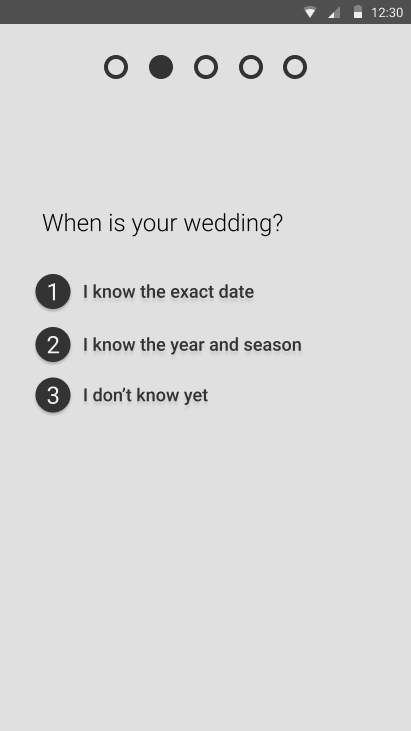 12:30
When is your wedding?
1 I know the exact date
2 I know the year and season
3 I don’t know yet